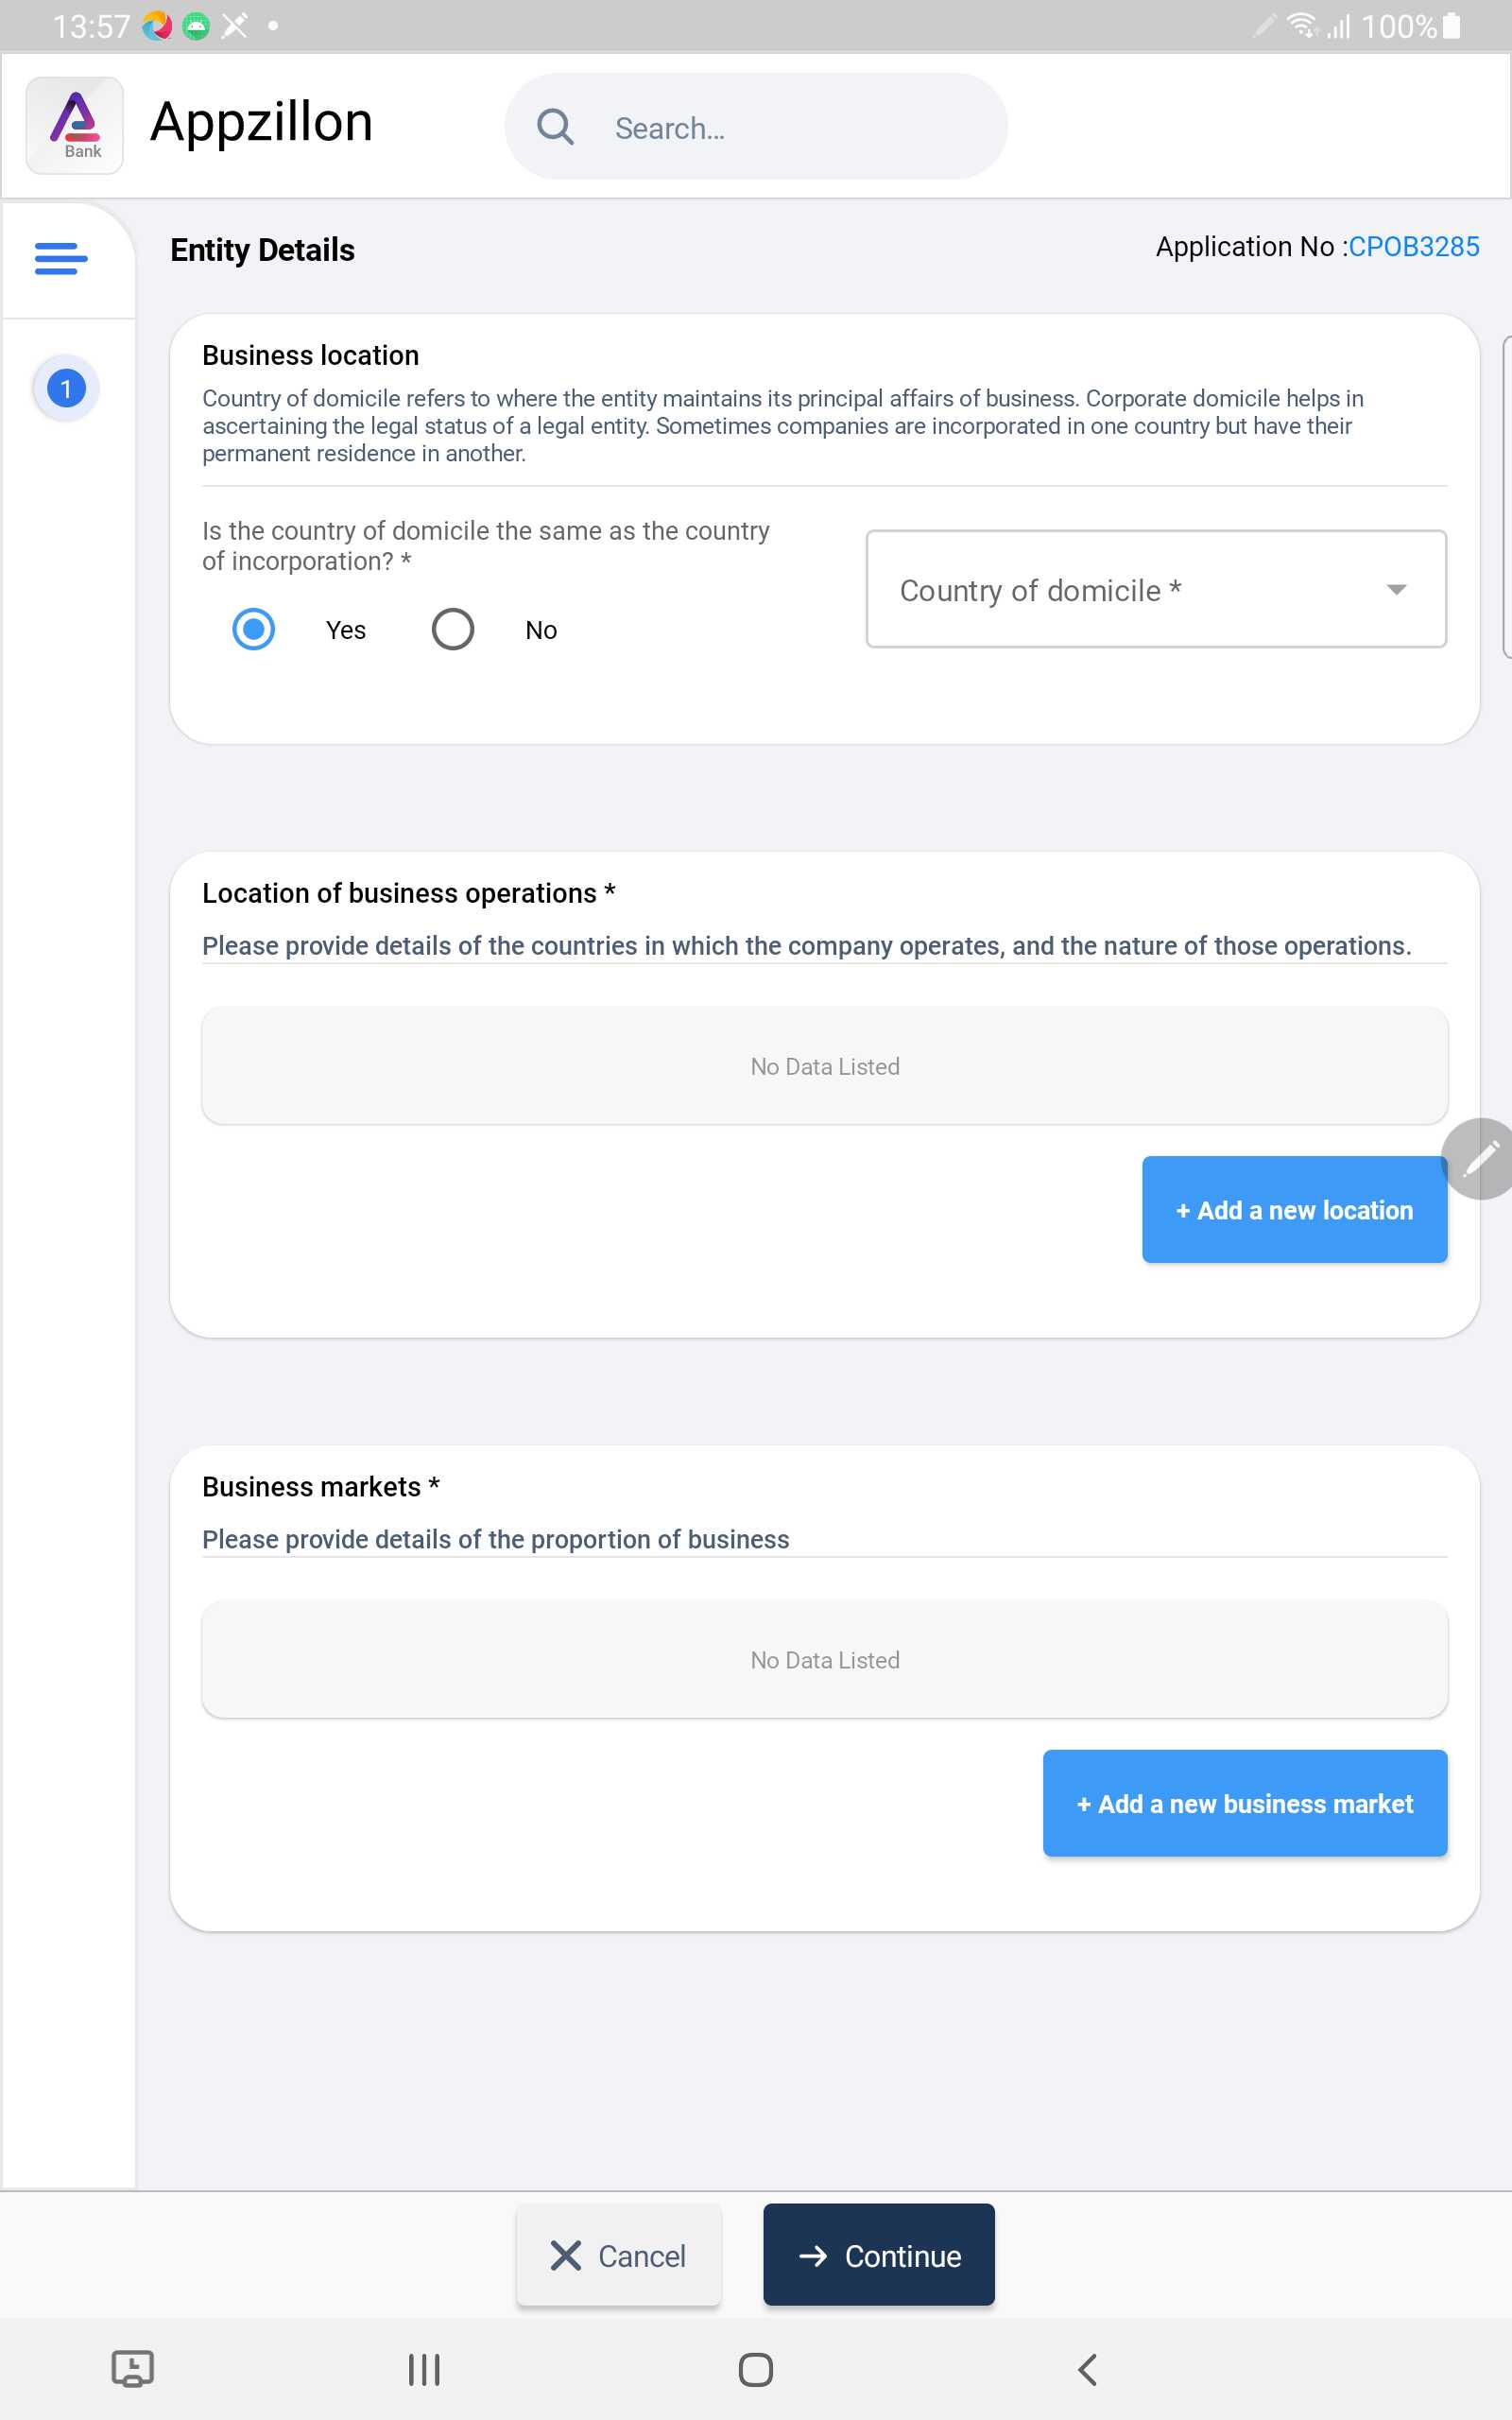 13:57
100%
Bank
Appzillon
Search...
Entity Details
Application No :CPOB3285
1
Business location
Country of domicile refers to where the entity maintains its principal affairs of business. Corporate domicile helps in
ascertaining the legal status of a legal entity. Sometimes companies are incorporated in one country but have their
permanent residence in another.
Is the country of domicile the same as the country
of incorporation? *
Country of domicile *
Yes
No
Location of business operations *
Please provide details of the countries in which the company operates, and the nature of those operations.
No Data Listed
+ Add a new location
Business markets *
Please provide details of the proportion of business
No Data Listed
+ Add a new business market
Cancel
Continue